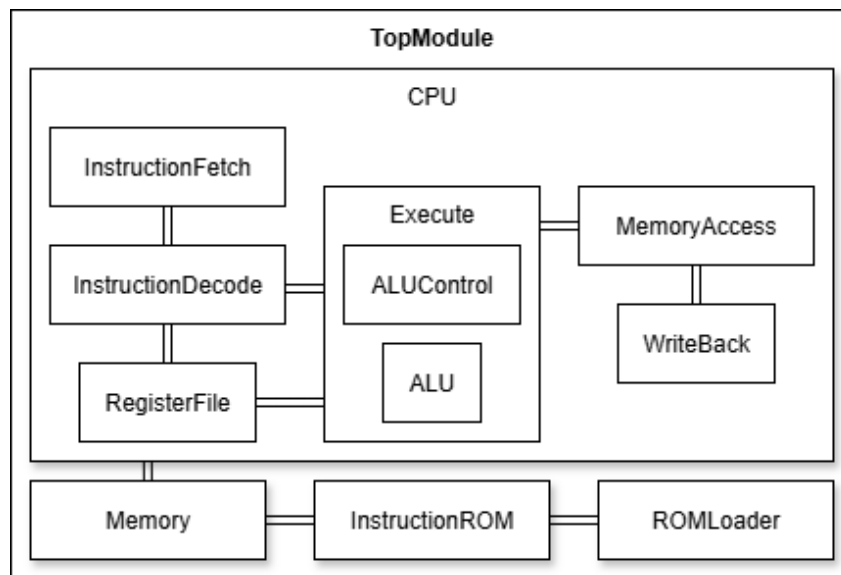 TopModule
CPU
InstructionFetch
Execute
MemoryAccess
InstructionDecode
ALUControl
WriteBack
RegisterFile
ALU
Memory
InstructionROM
ROMLoader